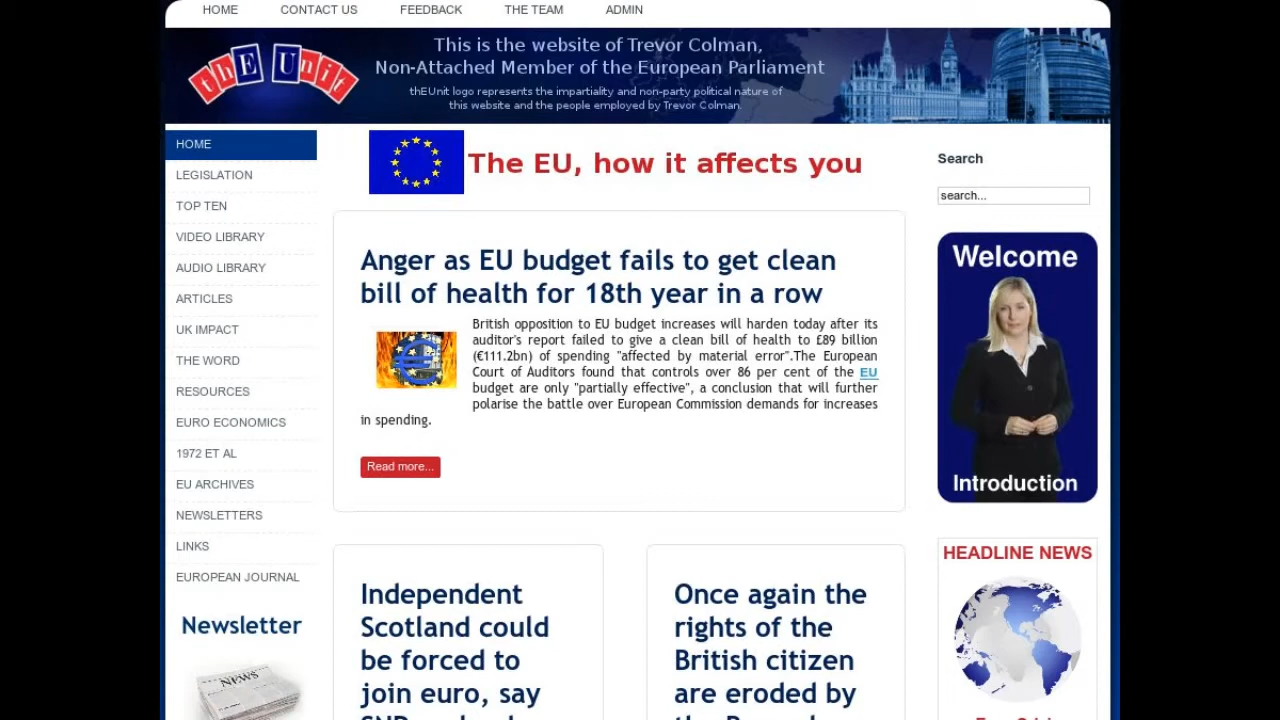 HOME CONTACT US FEEDBACK THE TEAM ADMIN
thEUnit
This is the website of Trevor Colman,
Non-Attached Member of the European Parliament
thEUnit logo represents the impartiality and non-party political nature of
this website and the people employed by Trevor Colman.
HOME
LEGISLATION
TOP TEN
VIDEO LIBRARY
AUDIO LIBRARY
ARTICLES
UK IMPACT
THE WORD
RESOURCES
EURO ECONOMICS
1972 ET AL
EU ARCHIVES
NEWSLETTERS
LINKS
EUROPEAN JOURNAL
Newsletter
NEWS
The EU, how it affects you
Anger as EU budget fails to get clean
bill of health for 18th year in a row
British opposition to EU budget increases will harden today after its
auditor's report failed to give a clean bill of health to £89 billion
(€111.2bn) of spending "affected by material error".The European
Court of Auditors found that controls over 86 per cent of the EU
budget are only "partially effective", a conclusion that will further
polarise the battle over European Commission demands for increases
in spending.
Read more...
Independent
Scotland could
be forced to
join euro, say
Once again the
rights of the
British citizen
are eroded by
Search
search...
Welcome
Introduction
HEADLINE NEWS